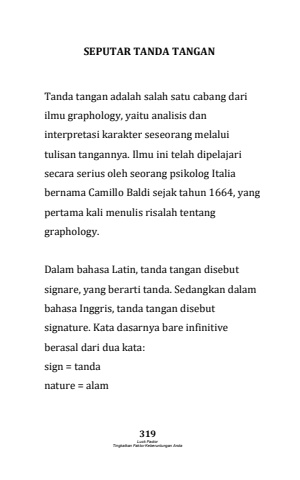 SEPUTAR TANDA TANGAN
Tanda tangan adalah salah satu cabang dari
ilmu graphology, yaitu analisis dan
interpretasi karakter seseorang melalui
tulisan tangannya. Ilmu ini telah dipelajari
secara serius oleh seorang psikolog Italia
bernama Camillo Baldi sejak tahun 1664, yang
pertama kali menulis risalah tentang
graphology.
Dalam bahasa Latin, tanda tangan disebut
signare, yang berarti tanda. Sedangkan dalam
bahasa Inggris, tanda tangan disebut
signature. Kata dasarnya bare infinitive
berasal dari dua kata:
sign = tanda
nature = alam
319
Luck Factor
Tingkatkan Faktor Keberuntungan Anda